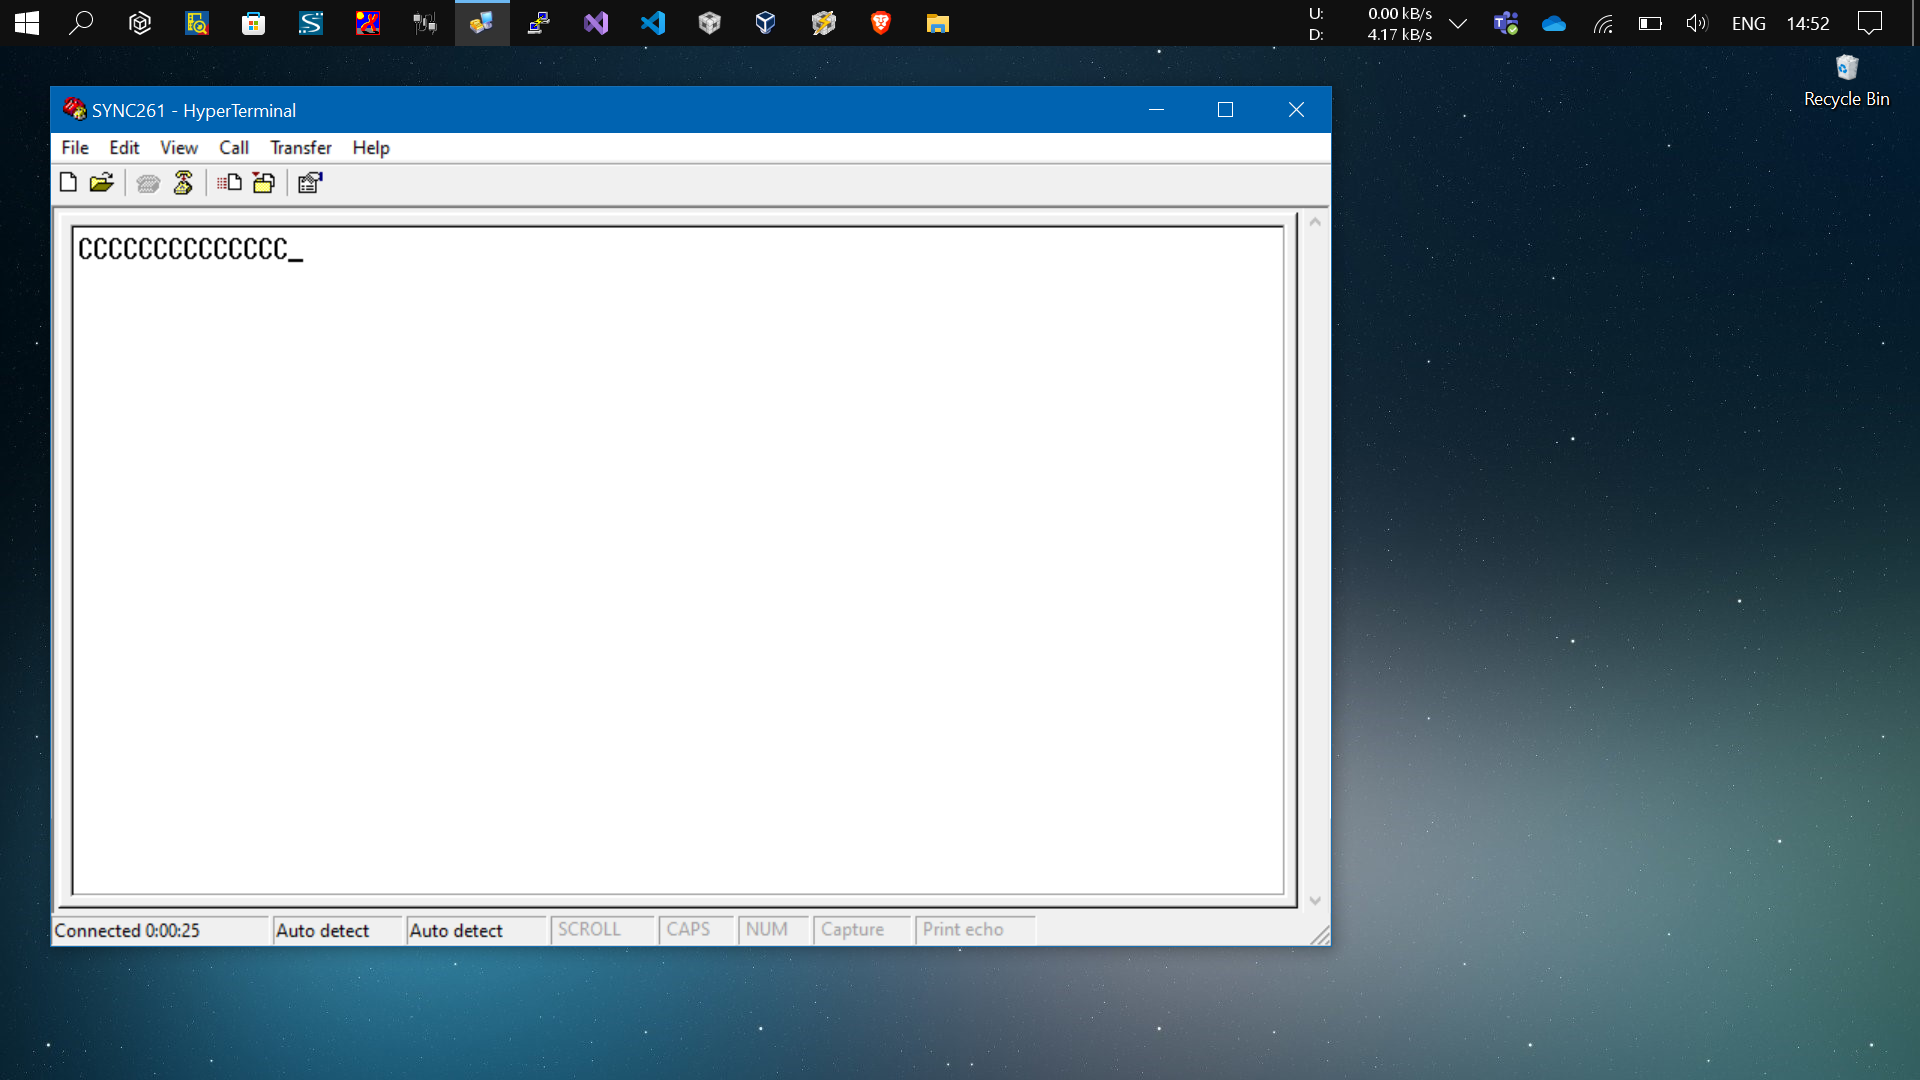 U: 0.00 kB/s
D: 4.17 kB/s
ENG 14:52
Recycle Bin
SYNC261 - HyperTerminal
File Edit View Call Transfer Help
CCCCCCCCCCCCCC_
Connected 0:00:25 Auto detect Auto detect SCROLL CAPS NUM Capture Print echo